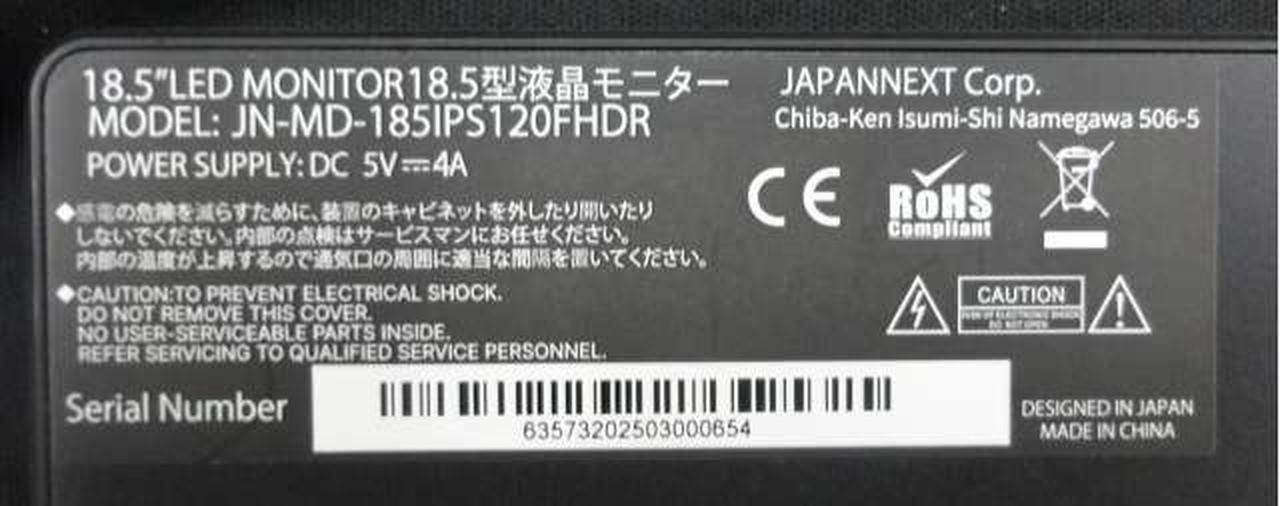 18.5"LED MONITOR18.5型液晶モニター
MODEL: JN-MD-185IPS120FHDR
POWER SUPPLY: DC 5V⎓4A
JAPANNEXT Corp.
Chiba-Ken Isumi-Shi Namegawa 506-5
◆感電の危険を減らすために、装置のキャビネットを外したり開いたり
しないでください。内部の点検はサービスマンにお任せください。
内部の温度が上昇するので通気口の周囲に適当な間隔を置いてください。
CE
RoHS
Compliant
◆CAUTION:TO PREVENT ELECTRICAL SHOCK.
DO NOT REMOVE THIS COVER.
NO USER-SERVICEABLE PARTS INSIDE.
REFER SERVICING TO QUALIFIED SERVICE PERSONNEL.
CAUTION
OF ELECTRONIC SHOCK
DO NOT OPEN
Serial Number
63573202503000654
DESIGNED IN JAPAN
MADE IN CHINA